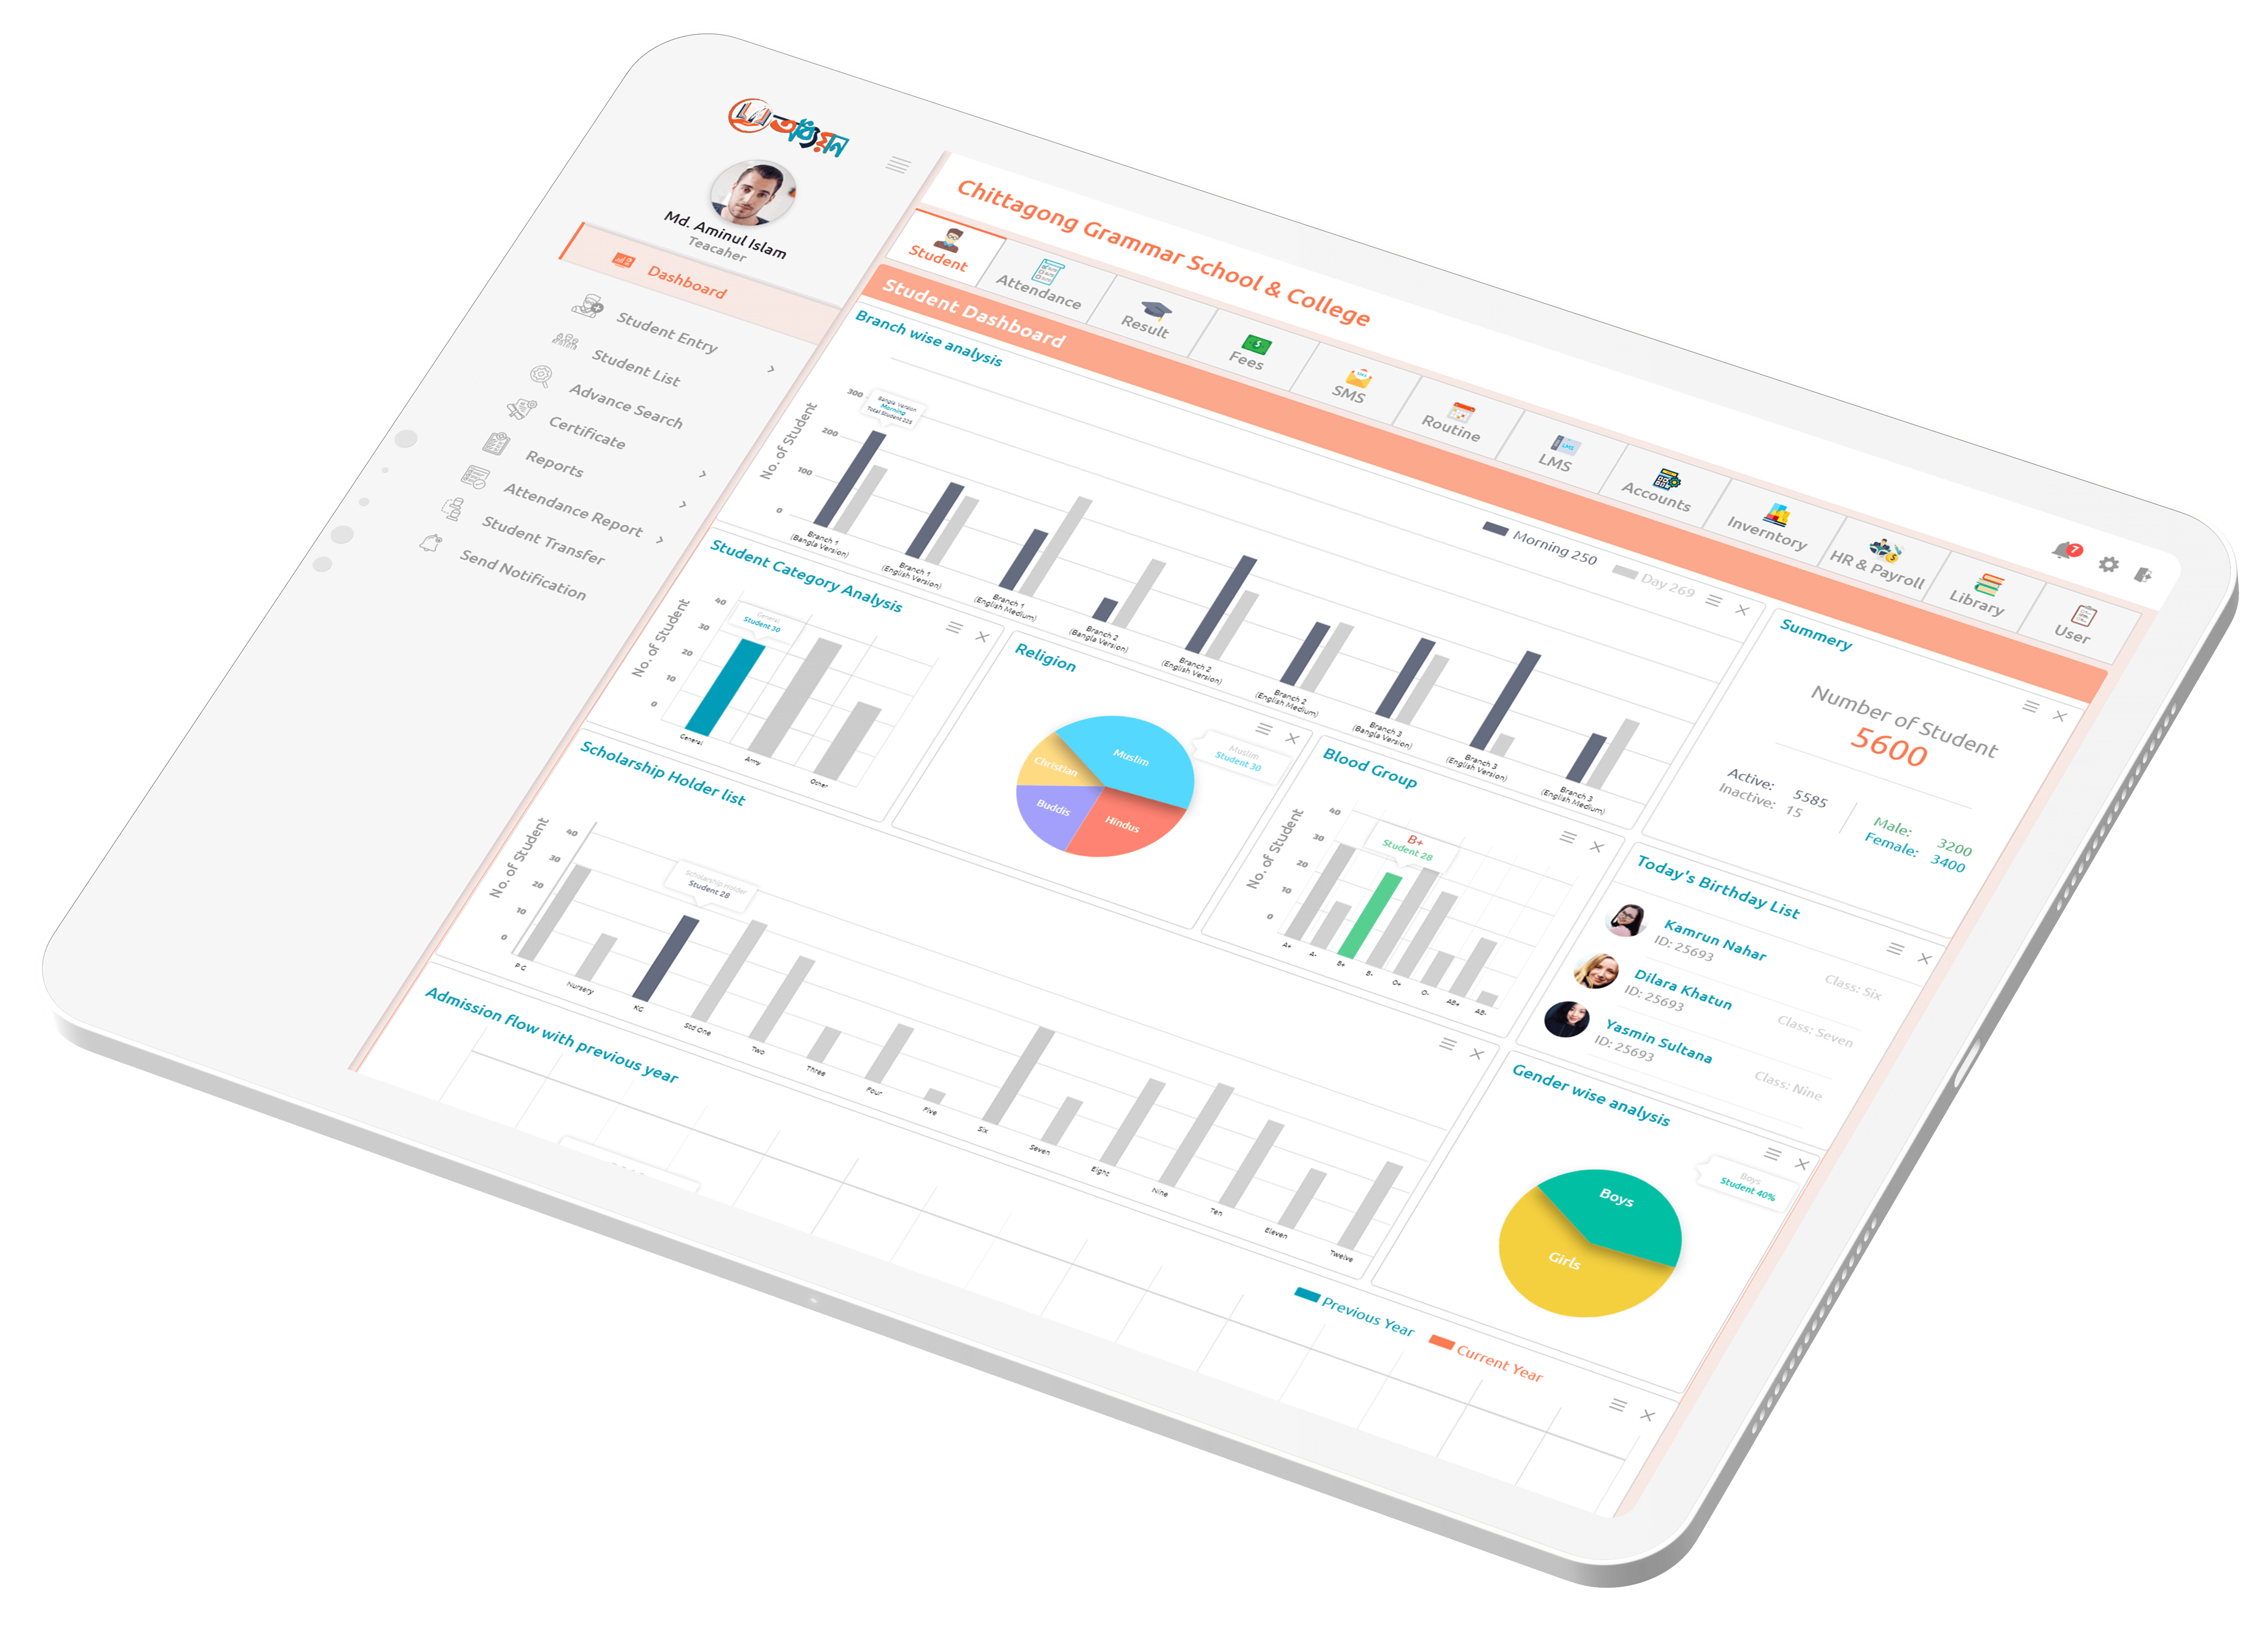 অধ্যয়ন
Md. Aminul Islam
Teacaher
Dashboard
Student Entry
Student List
Advance Search
Certificate
Reports
Attendance Report
Student Transfer
Send Notification
Chittagong Grammar School & College
7
Student
Attendance
Result
Fees
SMS
Routine
LMS
Accounts
Inverntory
HR & Payroll
Library
User
Student Dashboard
Branch wise analysis
Morning 250
Day 269
No. of Student
300
200
100
0
Bangla Version
Morning
Total Student 225
Branch 1
(Bangla Version)
Branch 1
(English Version)
Branch 1
(English Medium)
Branch 2
(Bangla Version)
Branch 2
(English Version)
Branch 2
(English Medium)
Branch 3
(Bangla Version)
Branch 3
(English Version)
Branch 3
(English Medium)
Summery
Number of Student
5600
Active: 5585
Inactive: 15
Male: 3200
Female: 3400
Student Category Analysis
No. of Student
40
30
20
10
0
General
Student 30
General
Army
Other
Religion
Muslim
Christian
Buddis
Hindus
Muslim
Student 30
Blood Group
No. of Student
40
30
20
10
0
B+
Student 28
A+
A-
B+
B-
O+
O-
AB+
AB-
Today's Birthday List
Kamrun Nahar
ID: 25693
Class: Six
Dilara Khatun
ID: 25693
Class: Seven
Yasmin Sultana
ID: 25693
Class: Nine
Scholarship Holder list
No. of Student
40
30
20
10
0
Scholarship Holder
Student 28
P G
Nursery
KG
Std One
Two
Three
Four
Five
Six
Seven
Eight
Nine
Ten
Eleven
Twelve
Gender wise analysis
Boys
Girls
Boys
Student 40%
Admission flow with previous year
Previous Year
Current Year